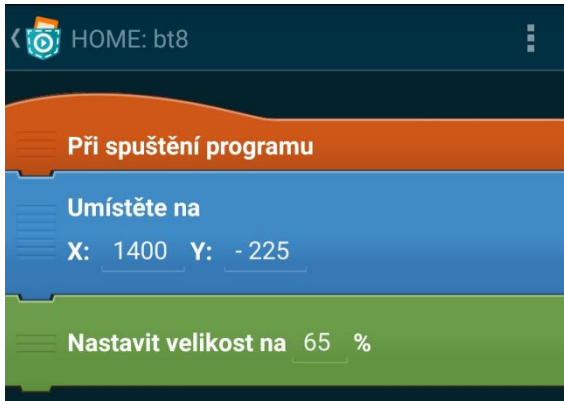 HOME: bt8
Při spuštění programu
Umístěte na
X: 1400 Y: - 225
Nastavit velikost na 65 %